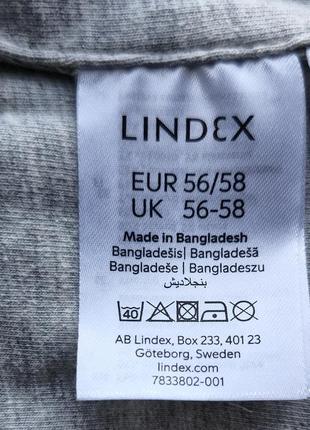 LINDEX
EUR 56/58
UK 56-58
Made in Bangladesh
Bangladešis| Bangladešā
Bangladeše | Bangladeszu
بنجلاديش
40
AB Lindex, Box 233, 401 23
Göteborg, Sweden
lindex.com
7833802-001